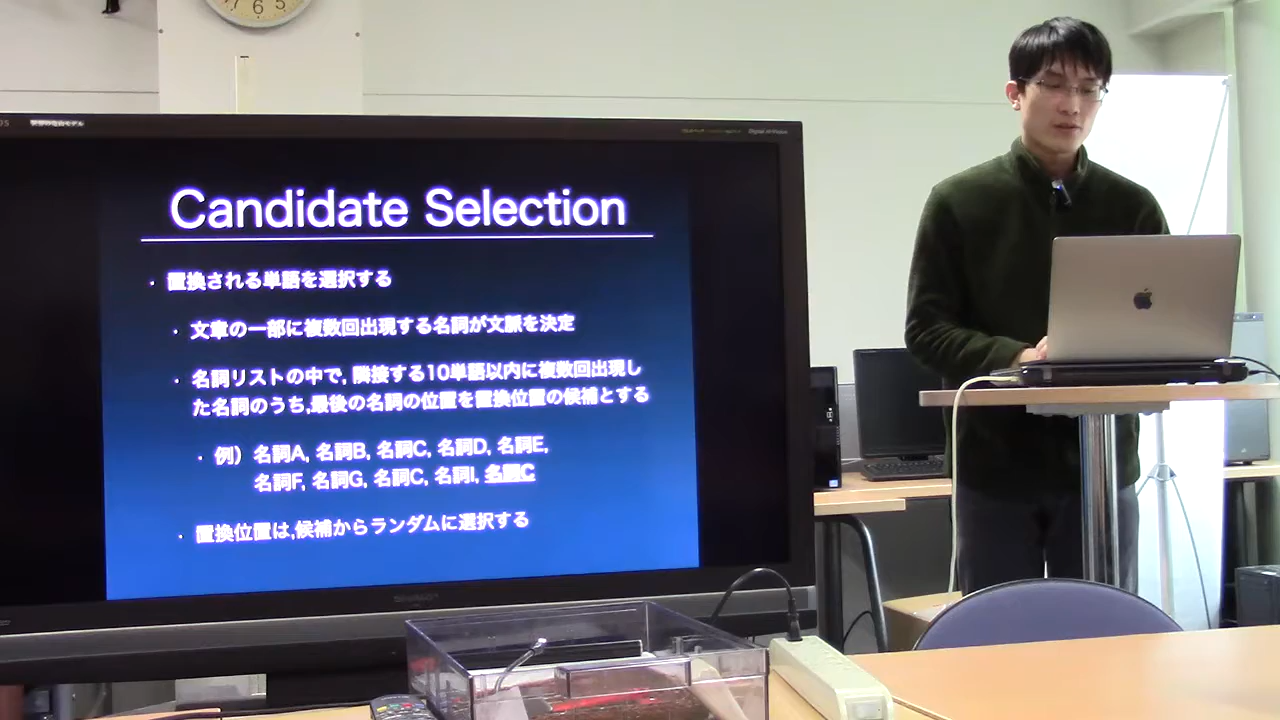 7 6 5
Candidate Selection
・置換される単語を選択する
・文章の一部に複数回出現する名詞が文脈を決定
・名詞リストの中で, 隣接する10単語以内に複数回出現し
た名詞のうち,最後の名詞の位置を置換位置の候補とする
・例）名詞A, 名詞B, 名詞C, 名詞D, 名詞E,
名詞F, 名詞G, 名詞C, 名詞I, 名詞C
・置換位置は,候補からランダムに選択する